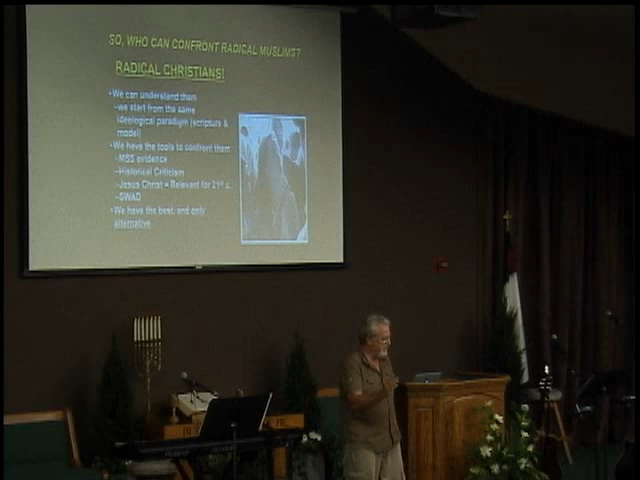 SO, WHO CAN CONFRONT RADICAL MUSLIMS?
RADICAL CHRISTIANS!
•We can understand them
–we start from the same
ideological paradigm (scripture &
model)
•We have the tools to confront them
–MSS evidence
–Historical Criticism
–Jesus Christ = Relevant for 21st c.
–SWAD
•We have the best, and only
alternative